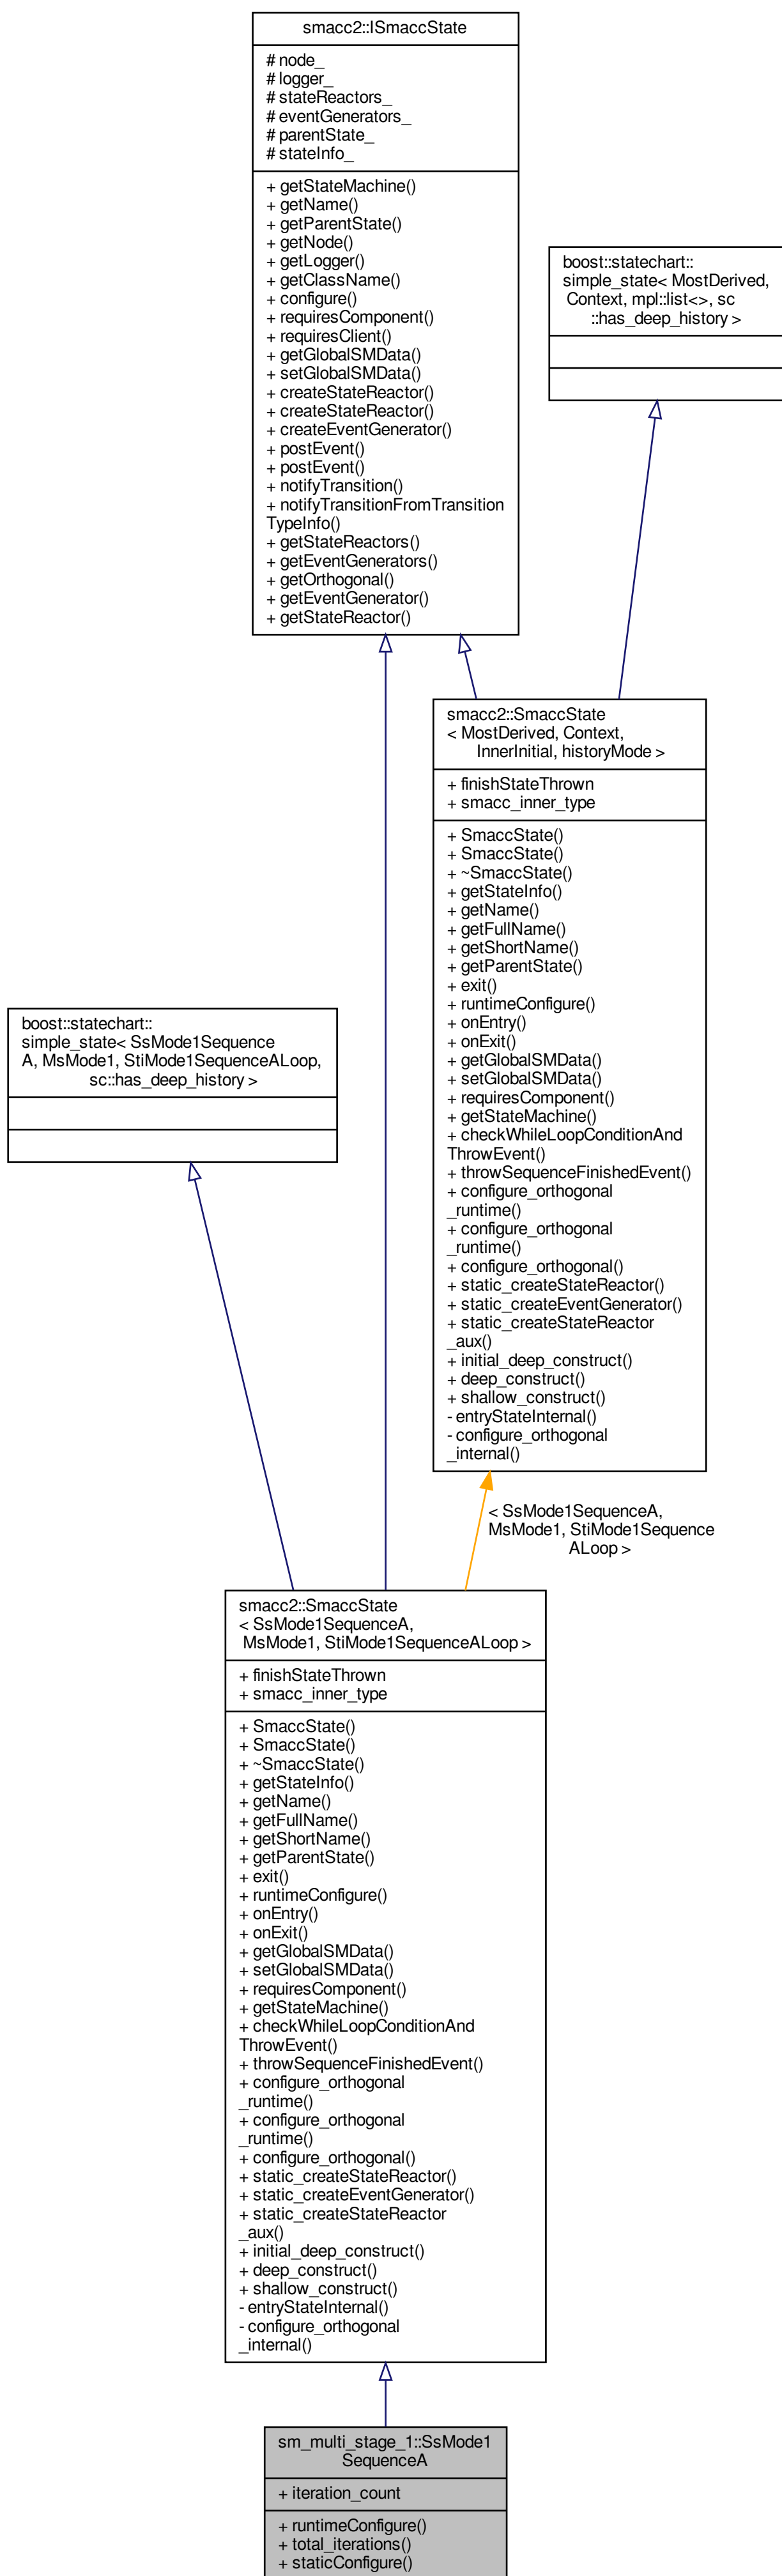 smacc2::ISmaccState
# node_
# logger_
# stateReactors_
# eventGenerators_
# parentState_
# stateInfo_
+ getStateMachine()
+ getName()
+ getParentState()
+ getNode()
+ getLogger()
+ getClassName()
+ configure()
+ requiresComponent()
+ requiresClient()
+ getGlobalSMData()
+ setGlobalSMData()
+ createStateReactor()
+ createStateReactor()
+ createEventGenerator()
+ postEvent()
+ postEvent()
+ notifyTransition()
+ notifyTransitionFromTransition
TypeInfo()
+ getStateReactors()
+ getEventGenerators()
+ getOrthogonal()
+ getEventGenerator()
+ getStateReactor()
boost::statechart::
simple_state< MostDerived,
Context, mpl::list<>, sc
::has_deep_history >
smacc2::SmaccState
< MostDerived, Context,
InnerInitial, historyMode >
+ finishStateThrown
+ smacc_inner_type
+ SmaccState()
+ SmaccState()
+ ~SmaccState()
+ getStateInfo()
+ getName()
+ getFullName()
+ getShortName()
+ getParentState()
+ exit()
+ runtimeConfigure()
+ onEntry()
+ onExit()
+ getGlobalSMData()
+ setGlobalSMData()
+ requiresComponent()
+ getStateMachine()
+ checkWhileLoopConditionAnd
ThrowEvent()
+ throwSequenceFinishedEvent()
+ configure_orthogonal
_runtime()
+ configure_orthogonal
_runtime()
+ configure_orthogonal()
+ static_createStateReactor()
+ static_createEventGenerator()
+ static_createStateReactor
_aux()
+ initial_deep_construct()
+ deep_construct()
+ shallow_construct()
- entryStateInternal()
- configure_orthogonal
_internal()
boost::statechart::
simple_state< SsMode1Sequence
A, MsMode1, StiMode1SequenceALoop,
sc::has_deep_history >
< SsMode1SequenceA,
MsMode1, StiMode1Sequence
ALoop >
smacc2::SmaccState
< SsMode1SequenceA,
MsMode1, StiMode1SequenceALoop >
+ finishStateThrown
+ smacc_inner_type
+ SmaccState()
+ SmaccState()
+ ~SmaccState()
+ getStateInfo()
+ getName()
+ getFullName()
+ getShortName()
+ getParentState()
+ exit()
+ runtimeConfigure()
+ onEntry()
+ onExit()
+ getGlobalSMData()
+ setGlobalSMData()
+ requiresComponent()
+ getStateMachine()
+ checkWhileLoopConditionAnd
ThrowEvent()
+ throwSequenceFinishedEvent()
+ configure_orthogonal
_runtime()
+ configure_orthogonal
_runtime()
+ configure_orthogonal()
+ static_createStateReactor()
+ static_createEventGenerator()
+ static_createStateReactor
_aux()
+ initial_deep_construct()
+ deep_construct()
+ shallow_construct()
- entryStateInternal()
- configure_orthogonal
_internal()
sm_multi_stage_1::SsMode1
SequenceA
+ iteration_count
+ runtimeConfigure()
+ total_iterations()
+ staticConfigure()